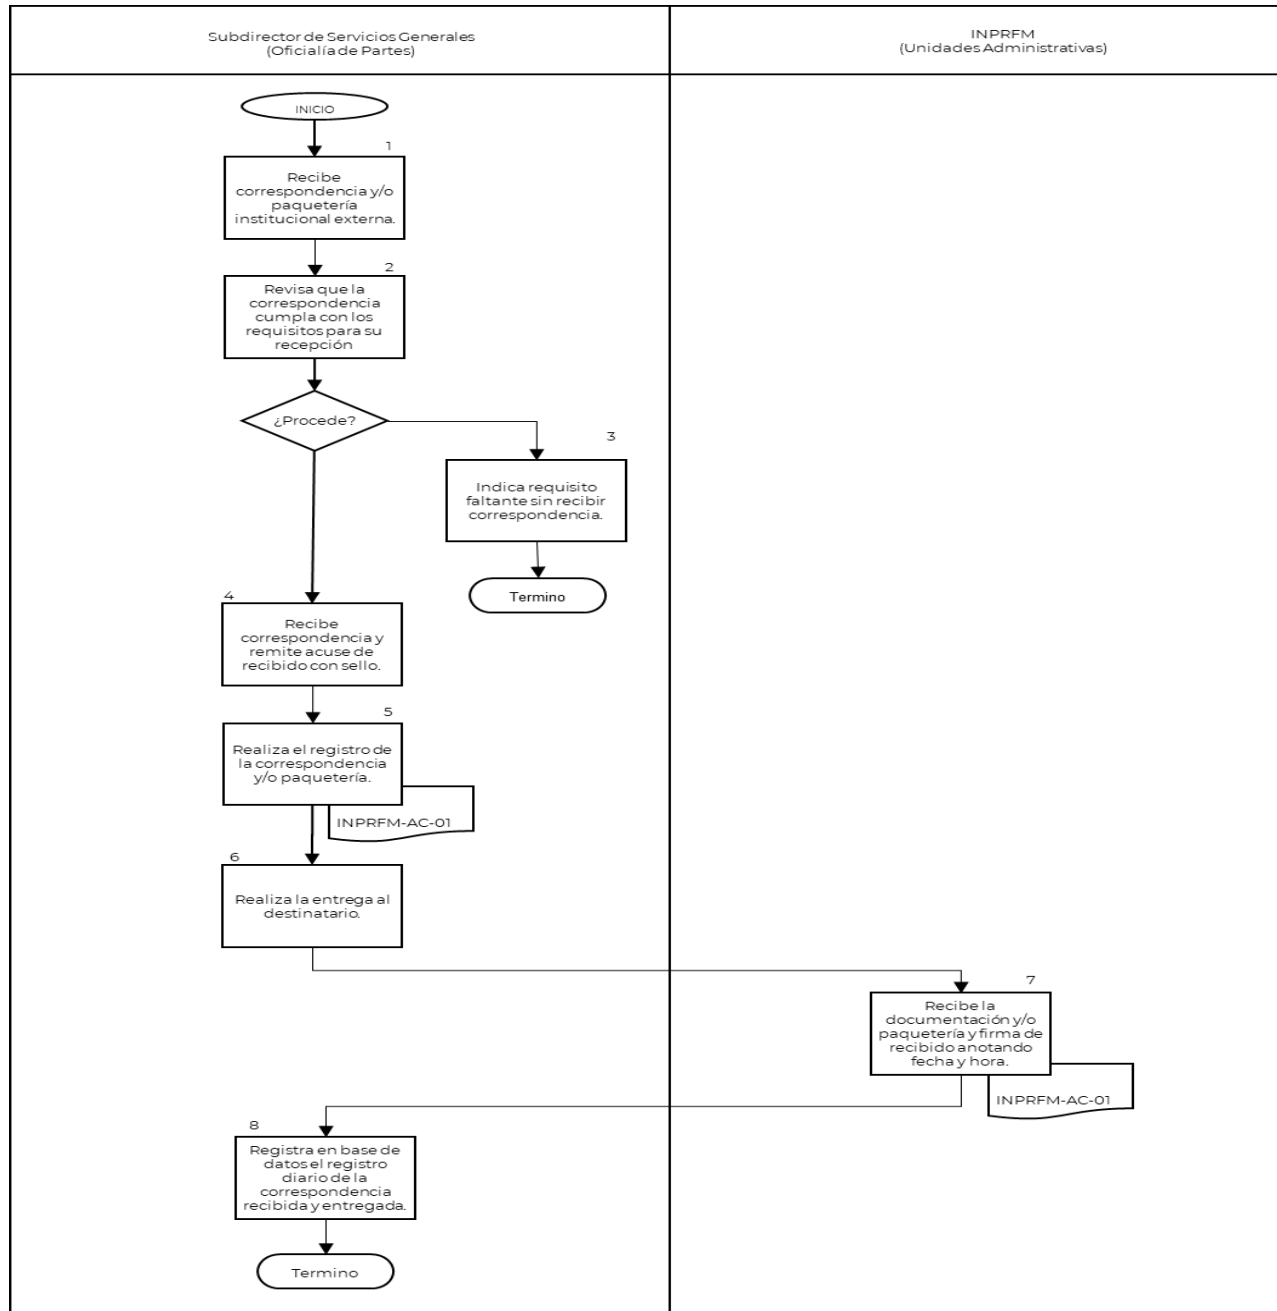 Subdirector de Servicios Generales
(Oficialía de Partes)
INPRFM
(Unidades Administrativas)
INICIO
1
Recibe
correspondencia y/o
paquetería
institucional externa.
2
Revisa que la
correspondencia
cumpla con los
requisitos para su
recepción
¿Procede?
3
Indica requisito
faltante sin recibir
correspondencia.
Termino
4
Recibe
correspondencia y
remite acuse de
recibido con sello.
5
Realiza el registro de
la correspondencia
y/o paquetería.
INPRFM-AC-01
6
Realiza la entrega al
destinatario.
7
Recibe la
documentación y/o
paquetería y firma de
recibido anotando
fecha y hora.
INPRFM-AC-01
8
Registra en base de
datos el registro
diario de la
correspondencia
recibida y entregada.
Termino